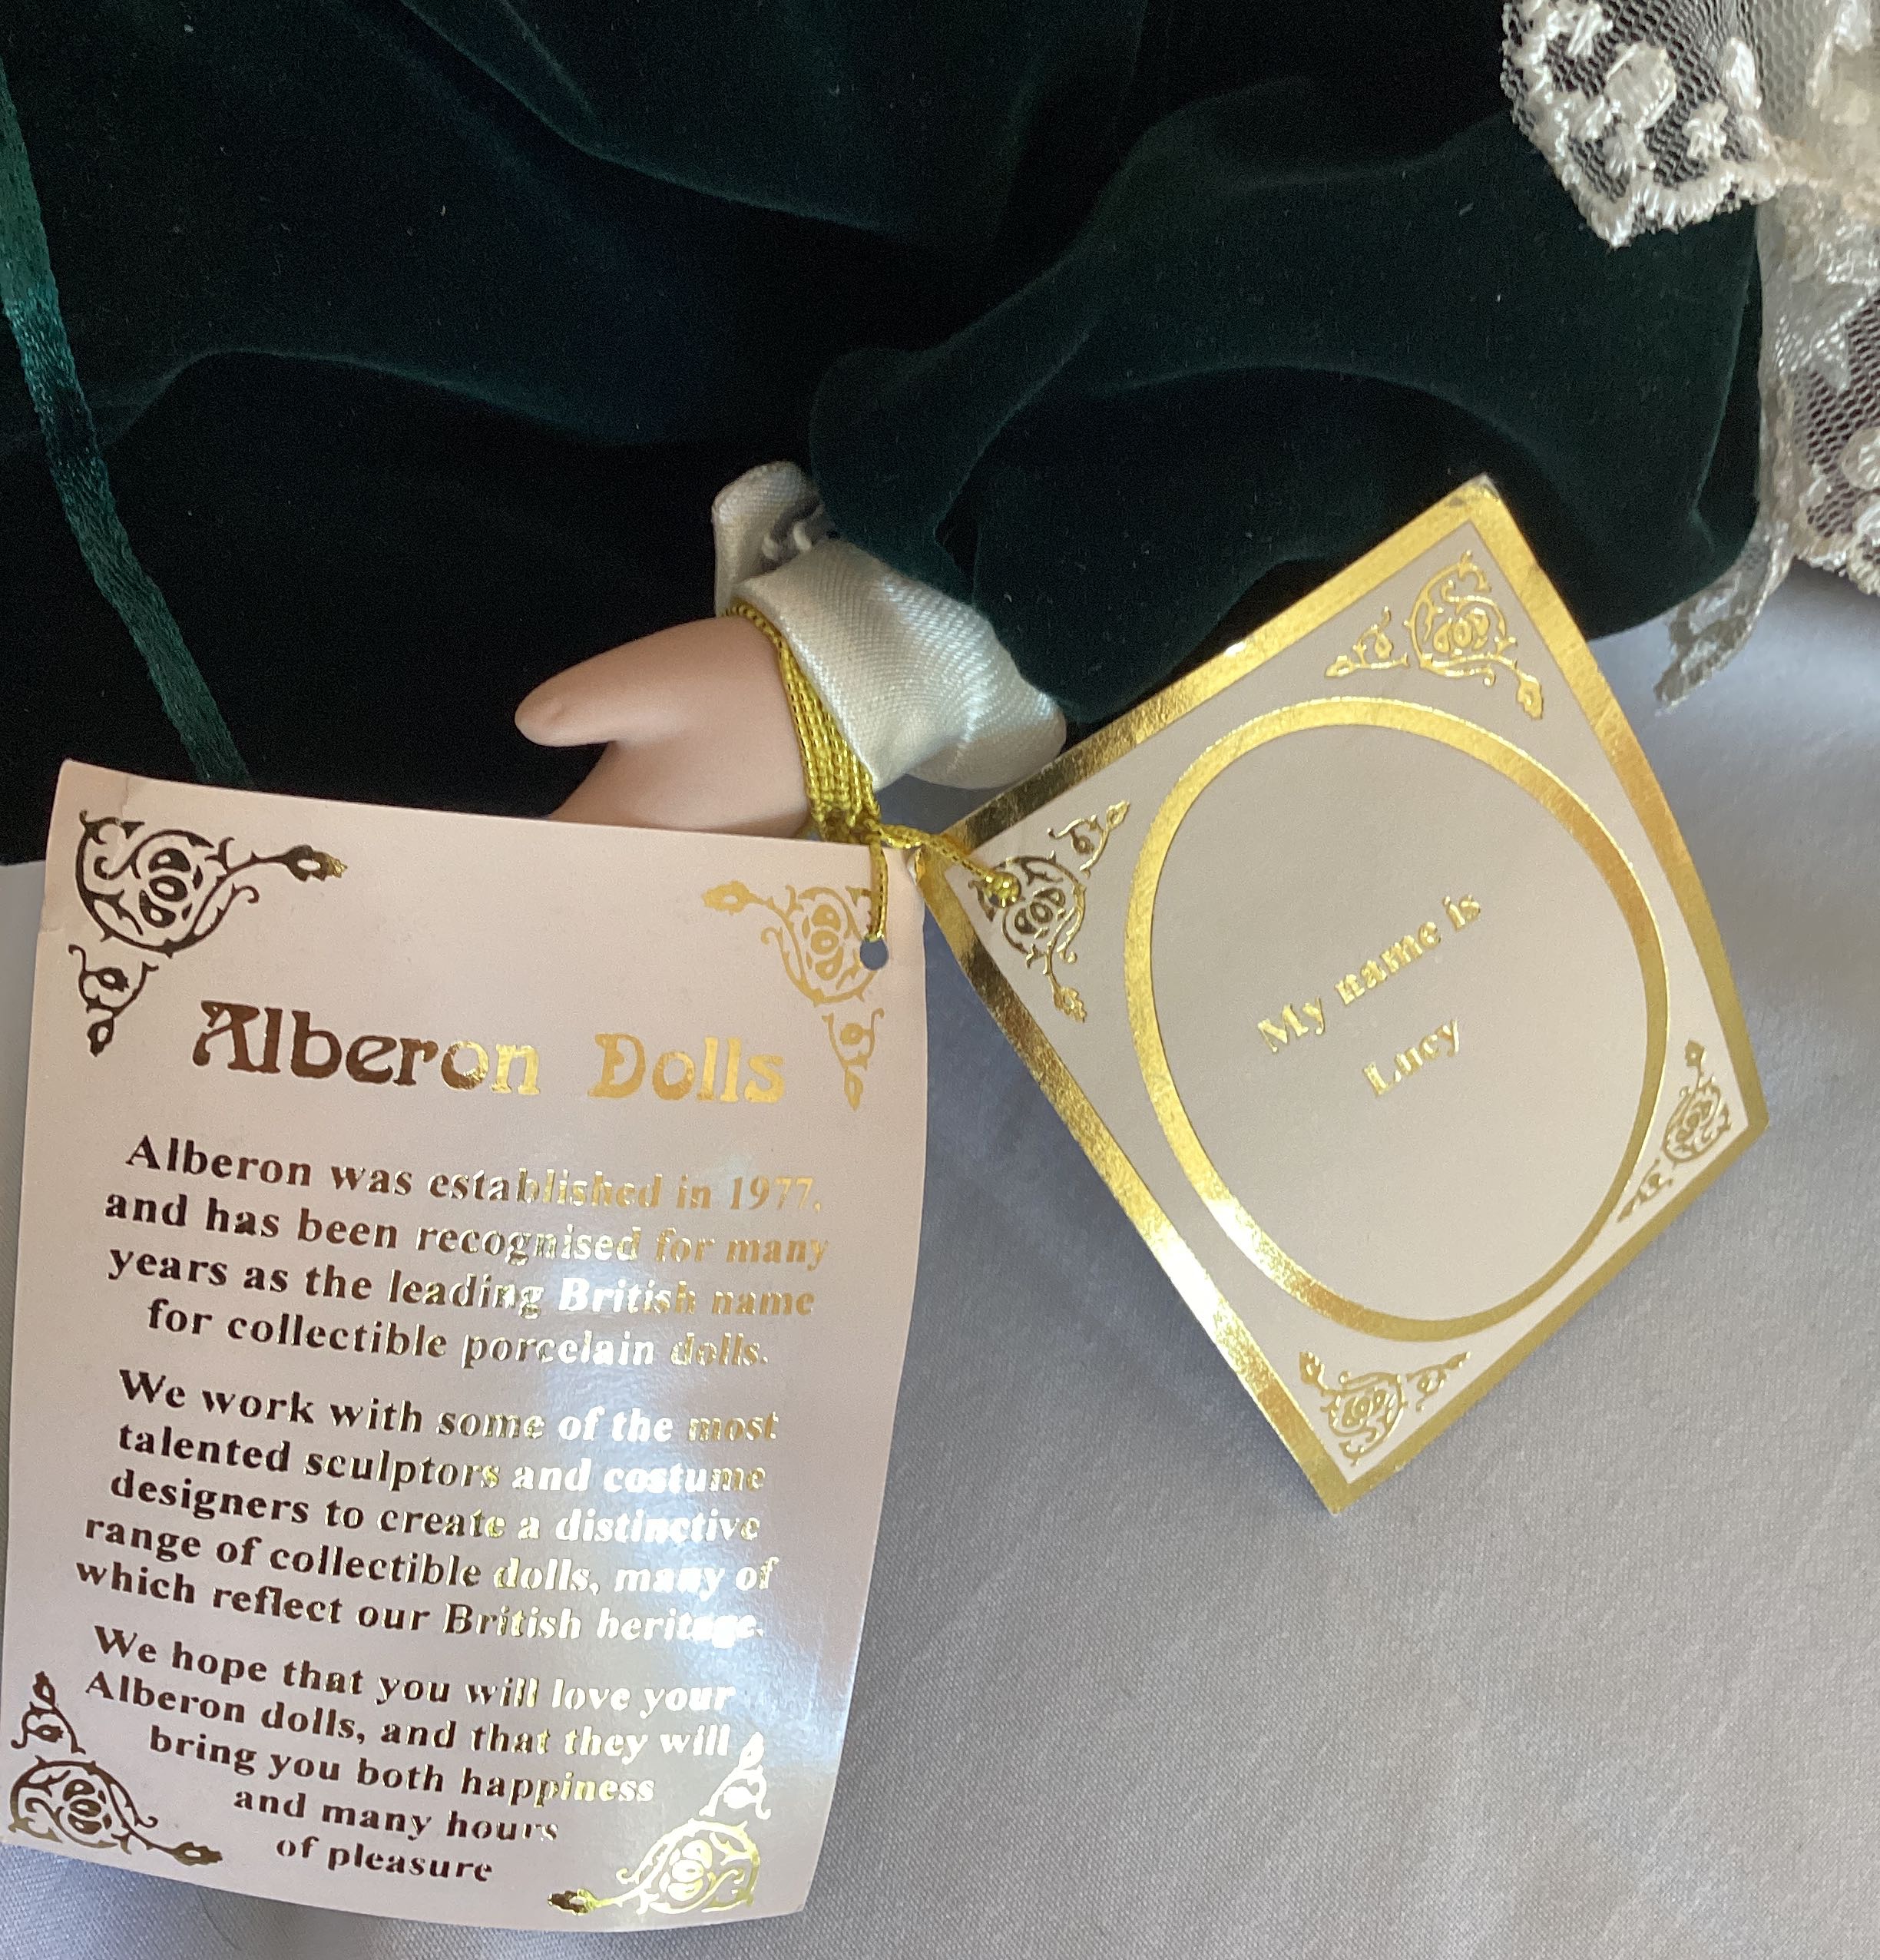 Alberon Dolls
Alberon was established in 1977,
and has been recognised for many
years as the leading British name
for collectible porcelain dolls.
We work with some of the most
talented sculptors and costume
designers to create a distinctive
range of collectible dolls, many of
which reflect our British heritage.
We hope that you will love your
Alberon dolls, and that they will
bring you both happiness
and many hours
of pleasure
My name is
Lucy